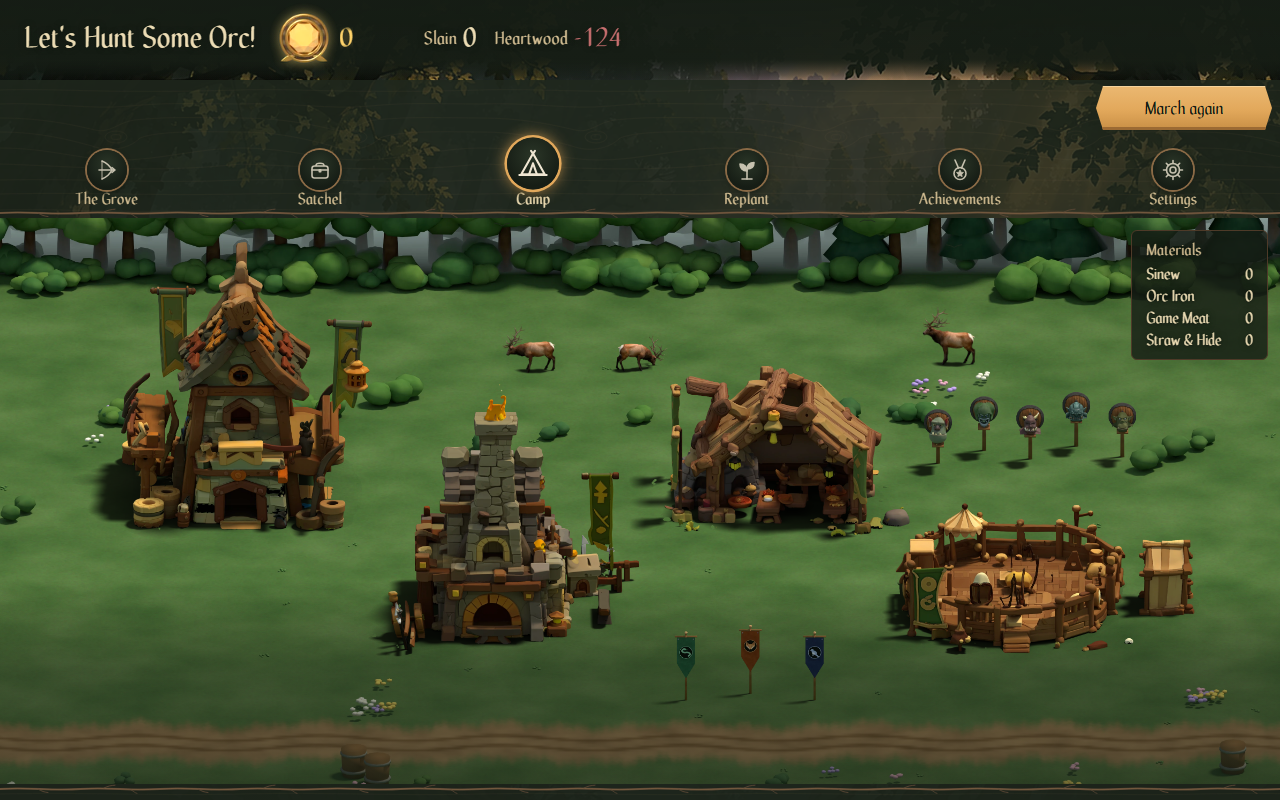 Let's Hunt Some Orc!
0
Slain 0
Heartwood -124
March again
The Grove
Satchel
Camp
Replant
Achievements
Settings
Materials
Sinew 0
Orc Iron 0
Game Meat 0
Straw & Hide 0